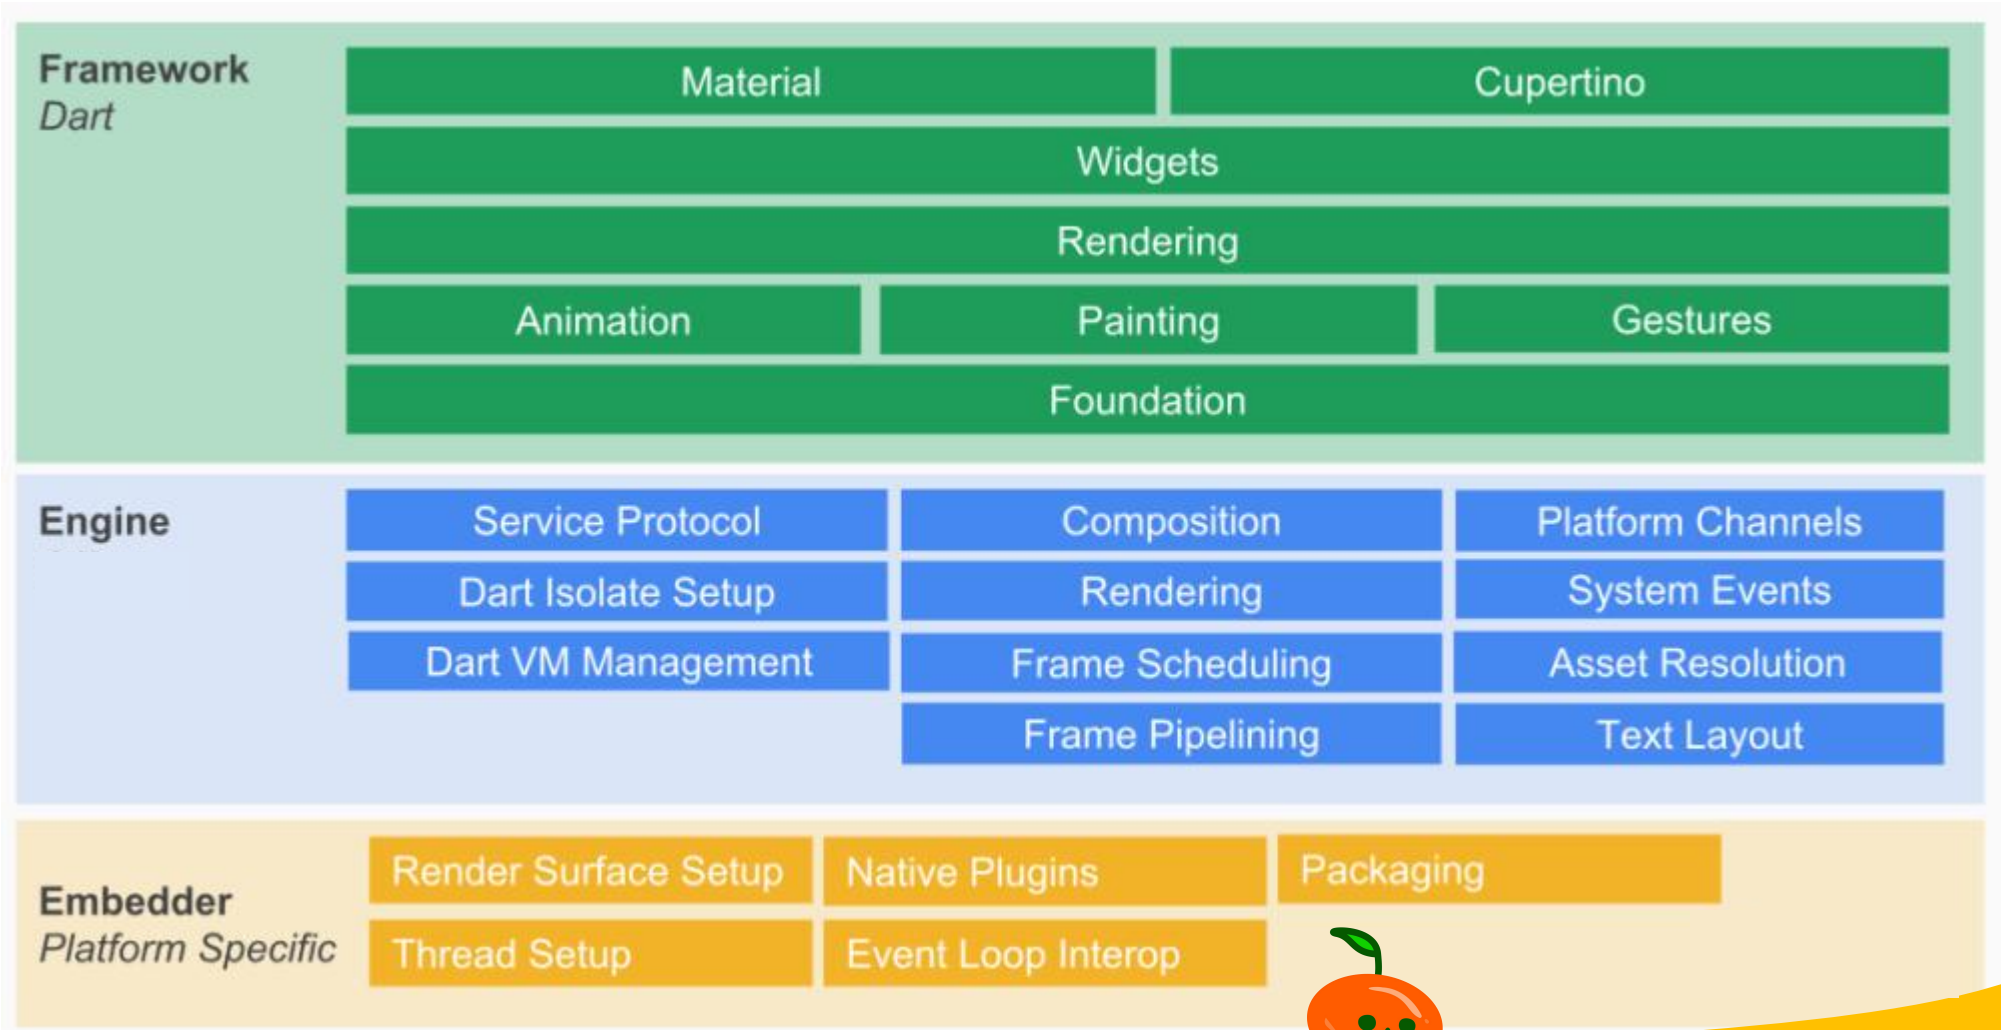 Framework
Dart
Material
Cupertino
Widgets
Rendering
Animation
Painting
Gestures
Foundation
Engine
Service Protocol
Composition
Platform Channels
Dart Isolate Setup
Rendering
System Events
Dart VM Management
Frame Scheduling
Asset Resolution
Frame Pipelining
Text Layout
Embedder
Platform Specific
Render Surface Setup
Native Plugins
Packaging
Thread Setup
Event Loop Interop